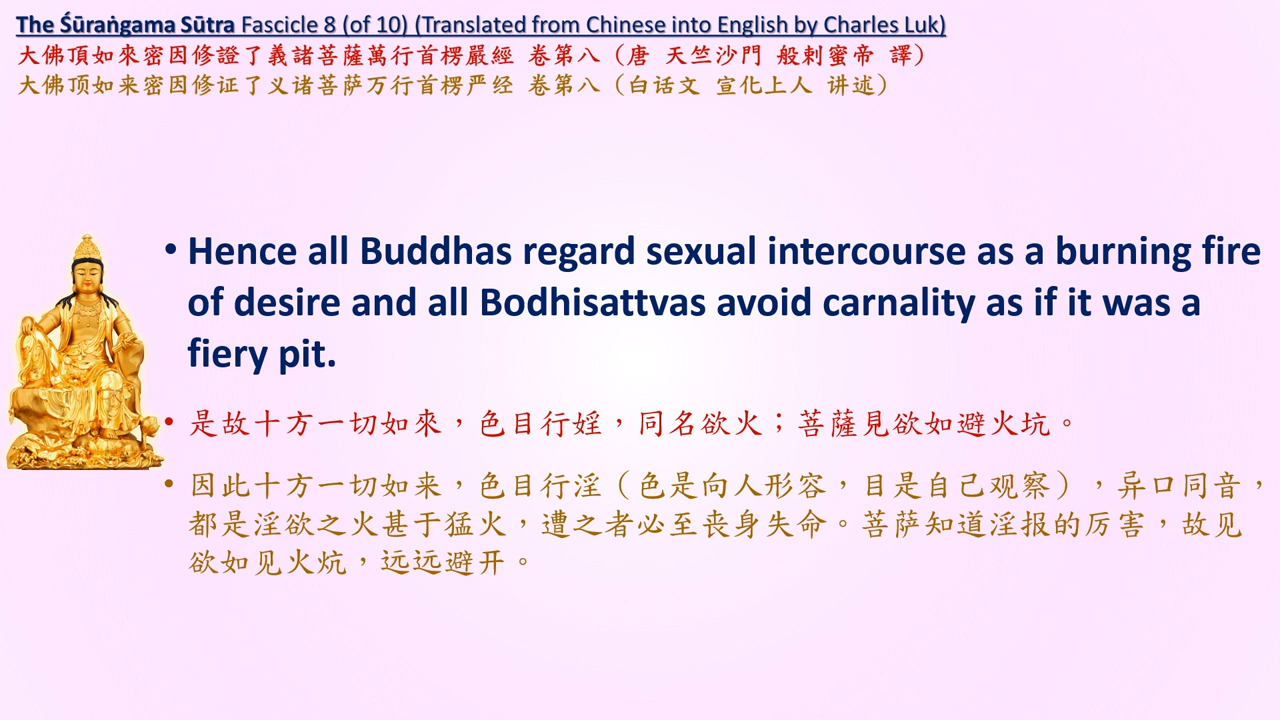 The Śūraṅgama Sūtra Fascicle 8 (of 10) (Translated from Chinese into English by Charles Luk)
大佛頂如來密因修證了義諸菩薩萬行首楞嚴經 卷第八（唐 天竺沙門 般剌蜜帝 譯）
大佛顶如来密因修证了义诸菩萨万行首楞严经 卷第八（白话文 宣化上人 讲述）
• Hence all Buddhas regard sexual intercourse as a burning fire
of desire and all Bodhisattvas avoid carnality as if it was a
fiery pit.
• 是故十方一切如來，色目行婬，同名欲火；菩薩見欲如避火坑。
• 因此十方一切如来，色目行淫（色是向人形容，目是自己观察），异口同音，
都是淫欲之火甚于猛火，遭之者必至丧身失命。菩萨知道淫报的厉害，故见
欲如见火炕，远远避开。